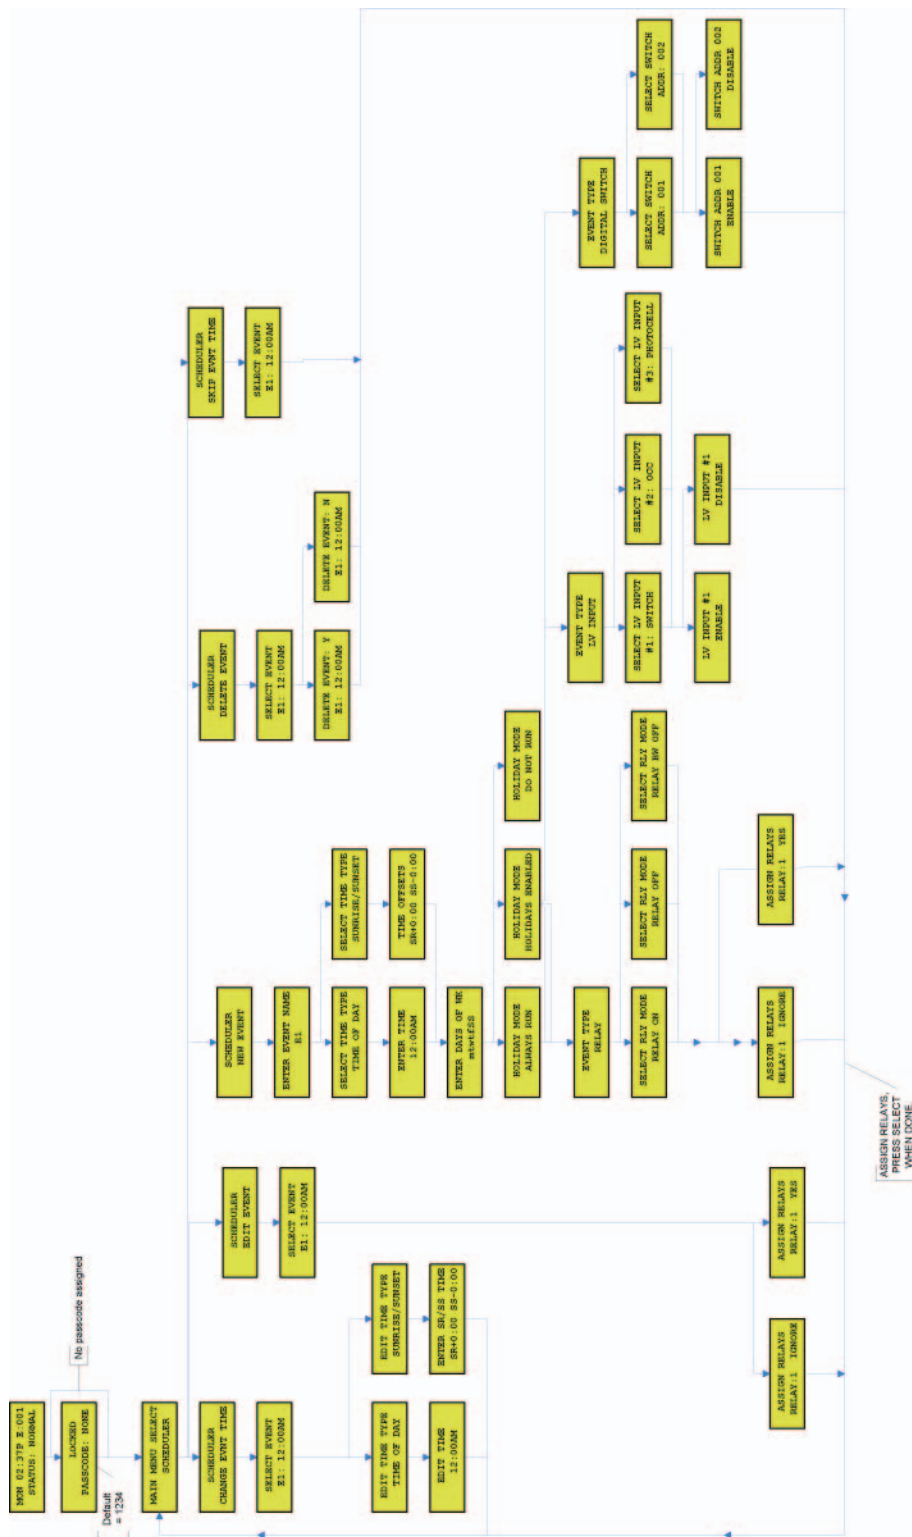 MON 02:37P E:001
STATUS: NORMAL
LOCKED
PASSCODE: NONE
No passcode assigned
Default
= 1234
MAIN MENU SELECT
SCHEDULER
SCHEDULER
CHANGE EVNT TIME
SELECT EVENT
E1: 12:00AM
EDIT TIME TYPE
TIME OF DAY
EDIT TIME
12:00AM
EDIT TIME TYPE
SUNRISE/SUNSET
ENTER SR/SS TIME
SR+0:00 SS-0:00
SCHEDULER
EDIT EVENT
SELECT EVENT
E1: 12:00AM
ASSIGN RELAYS
RELAY:1 IGNORE
ASSIGN RELAYS
RELAY:1 YES
SCHEDULER
NEW EVENT
ENTER EVENT NAME
E1
SELECT TIME TYPE
TIME OF DAY
SELECT TIME TYPE
SUNRISE/SUNSET
ENTER TIME
12:00AM
TIME OFFSETS
SR+0:00 SS-0:00
ENTER DAYS OF WK
mtwtfSS
HOLIDAY MODE
ALWAYS RUN
HOLIDAY MODE
HOLIDAYS ENABLED
HOLIDAY MODE
DO NOT RUN
EVENT TYPE
RELAY
SELECT RLY MODE
RELAY ON
SELECT RLY MODE
RELAY OFF
SELECT RLY MODE
RELAY BW OFF
ASSIGN RELAYS
RELAY:1 IGNORE
ASSIGN RELAYS
RELAY:1 YES
ASSIGN RELAYS,
PRESS SELECT
WHEN DONE.
SCHEDULER
DELETE EVENT
SELECT EVENT
E1: 12:00AM
DELETE EVENT: Y
E1: 12:00AM
DELETE EVENT: N
E1: 12:00AM
SCHEDULER
SKIP EVNT TIME
SELECT EVENT
E1: 12:00AM
EVENT TYPE
LV INPUT
SELECT LV INPUT
#1: SWITCH
SELECT LV INPUT
#2: OCC
SELECT LV INPUT
#3: PHOTOCELL
LV INPUT #1
ENABLE
LV INPUT #1
DISABLE
EVENT TYPE
DIGITAL SWITCH
SELECT SWITCH
ADDR: 001
SELECT SWITCH
ADDR: 002
SWITCH ADDR 001
ENABLE
SWITCH ADDR 002
DISABLE